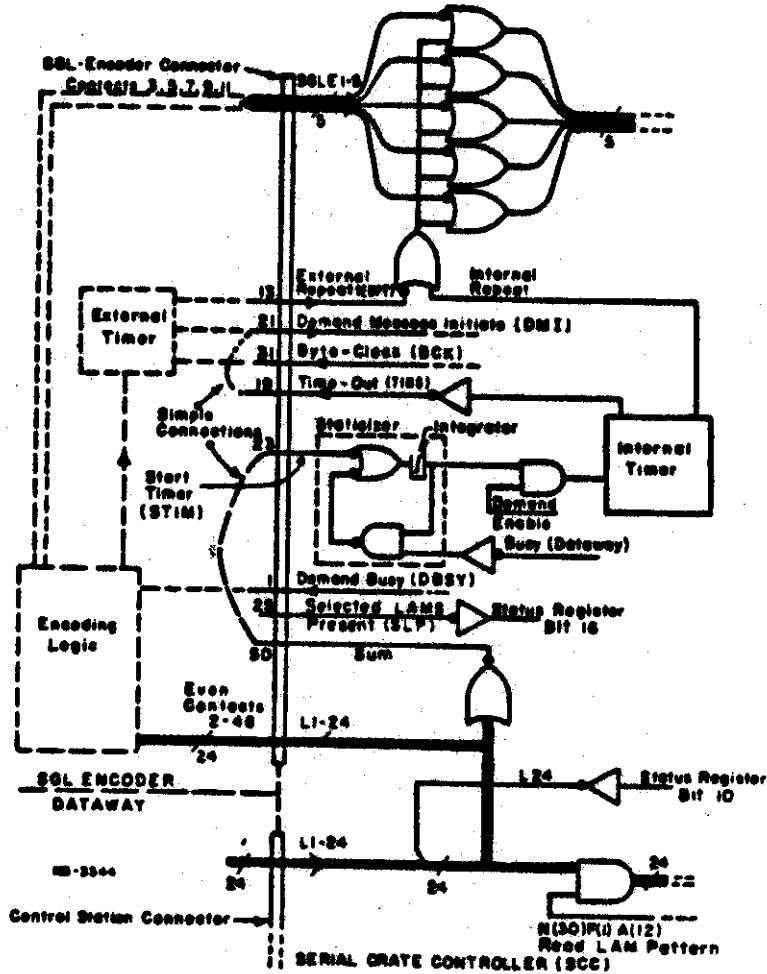 SGL-Encoder Connector
SGLE1-5
Contacts 3, 5, 7, 9, 11
5
5
External Repeat
Internal Repeat
13
External Timer
21 Demand Message Initiate (DMI)
31 Byte-Clock (BCK)
19 Time-Out (TIMO)
Simple Connections
Staticiser
Integrator
23
Internal Timer
Start Timer (STIM)
Demand Enable
Busy (Dataway)
1 Demand Busy (DBSY)
Encoding Logic
Selected LAMS Present (SLP)
Status Register Bit 16
50
Sum
Even Contacts 2-48
L1-24
24
SGL ENCODER
DATAWAY
L24
Status Register Bit 10
L1-24
24
24
24
Control Station Connector
N(30)F(1) A(12)
Read LAM Pattern
SERIAL CRATE CONTROLLER (SCC)